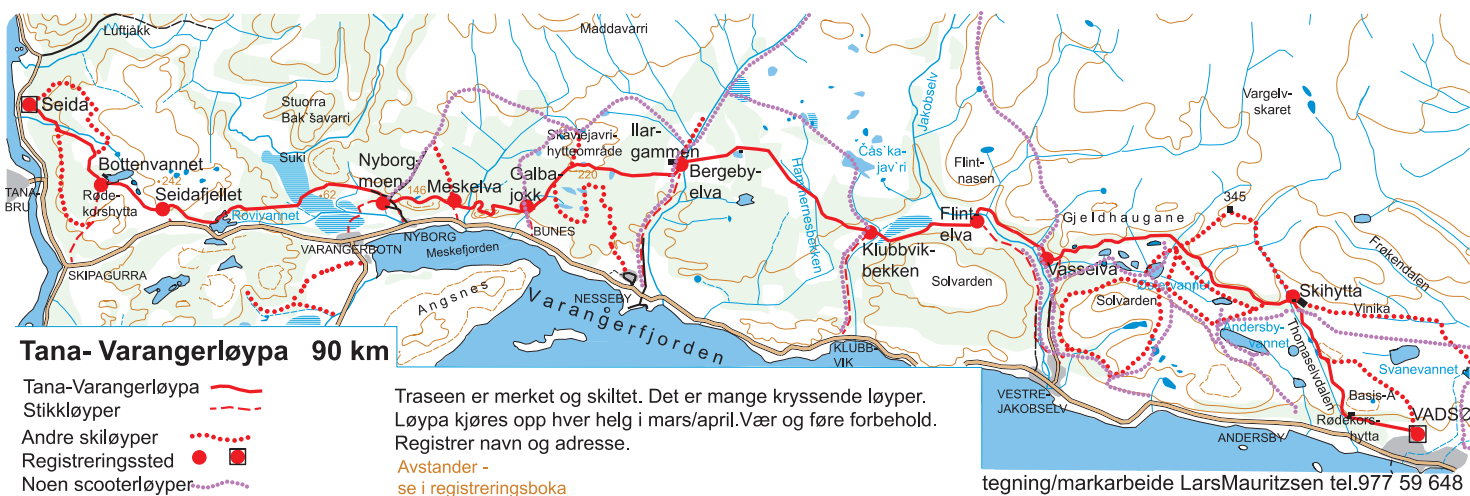 Luftjåkk
Maddavarri
Seida
Stuorra
Bak šavarri
Suki
Bottenvannet
242
Røde-
korshytta
Seidafjellet
TANA-
BRU
SKIPAGURRA
Rovivannet
62
VARANGERBOTN
Nyborg-
moen
146
Meskelva
NYBORG
Meskefjorden
Angsnes
Galba-
jokk
BUNES
Skaviejavri-
hytteområde
220
Ilar-
gammen
Bergeby-
elva
NESSEBY
Varangerfjorden
Hammernesbekken
Čás`ka-
jav`ri
Jakobselv
Klubbvik-
bekken
KLUBB-
VIK
Flint-
nasen
Flint-
elva
Solvarden
Gjeldhaugane
Vasselva
VESTRE-
JAKOBSELV
Solvarden
Vargelv-
skaret
345
Frøkendalen
Skihytta
Vinika
Andersby-
vannet
Thomaselvdalen
Svanevannet
Basis-A
Rødekors-
hytta
VADSØ
ANDERSBY
Tana- Varangerløypa 90 km
Tana-Varangerløypa
Stikkløyper
Andre skiløyper
Registreringssted
Noen scooterløyper
Traseen er merket og skiltet. Det er mange kryssende løyper.
Løypa kjøres opp hver helg i mars/april.Vær og føre forbehold.
Registrer navn og adresse.
Avstander -
se i registreringsboka
tegning/markarbeide LarsMauritzsen tel.977 59 648